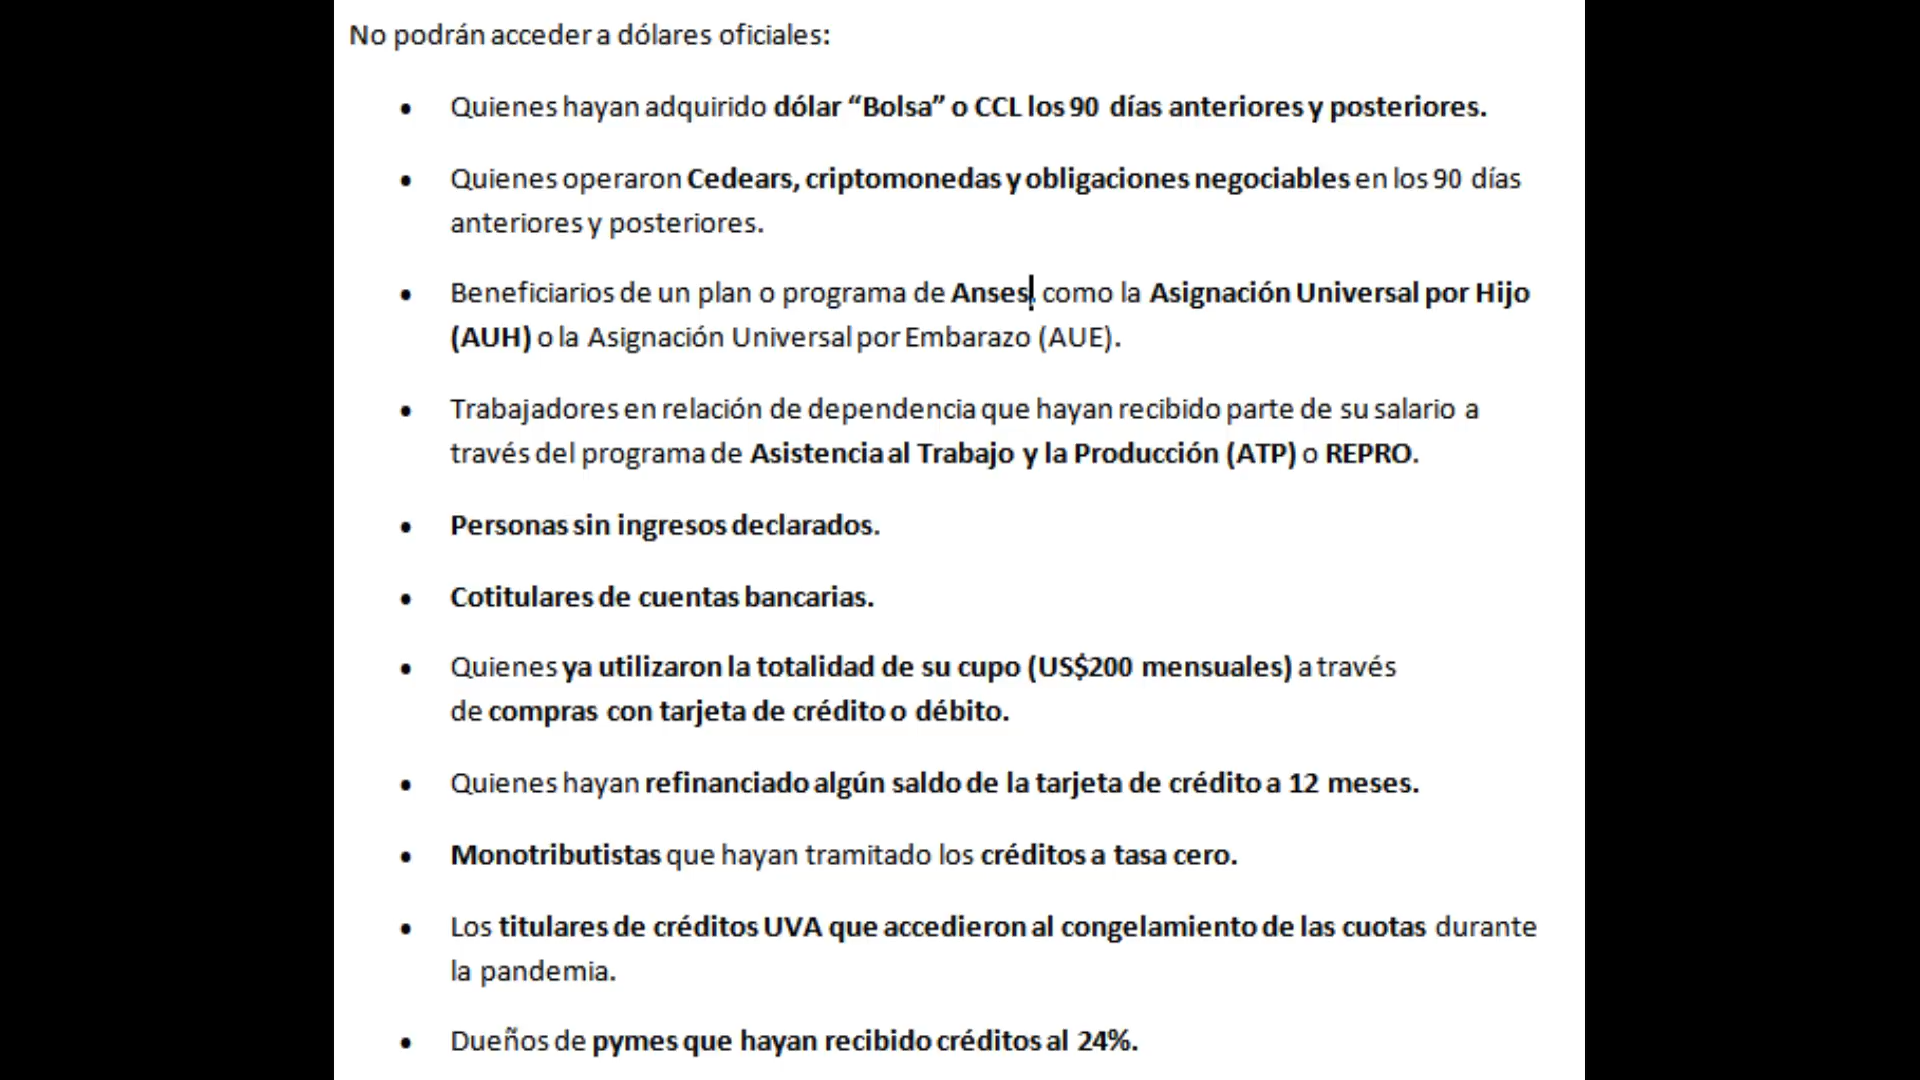 No podrán acceder a dólares oficiales:
• Quienes hayan adquirido dólar “Bolsa” o CCL los 90 días anteriores y posteriores.
• Quienes operaron Cedears, criptomonedas y obligaciones negociables en los 90 días
anteriores y posteriores.
• Beneficiarios de un plan o programa de Anses, como la Asignación Universal por Hijo
(AUH) o la Asignación Universal por Embarazo (AUE).
• Trabajadores en relación de dependencia que hayan recibido parte de su salario a
través del programa de Asistencia al Trabajo y la Producción (ATP) o REPRO.
• Personas sin ingresos declarados.
• Cotitulares de cuentas bancarias.
• Quienes ya utilizaron la totalidad de su cupo (US$200 mensuales) a través
de compras con tarjeta de crédito o débito.
• Quienes hayan refinanciado algún saldo de la tarjeta de crédito a 12 meses.
• Monotributistas que hayan tramitado los créditos a tasa cero.
• Los titulares de créditos UVA que accedieron al congelamiento de las cuotas durante
la pandemia.
• Dueños de pymes que hayan recibido créditos al 24%.